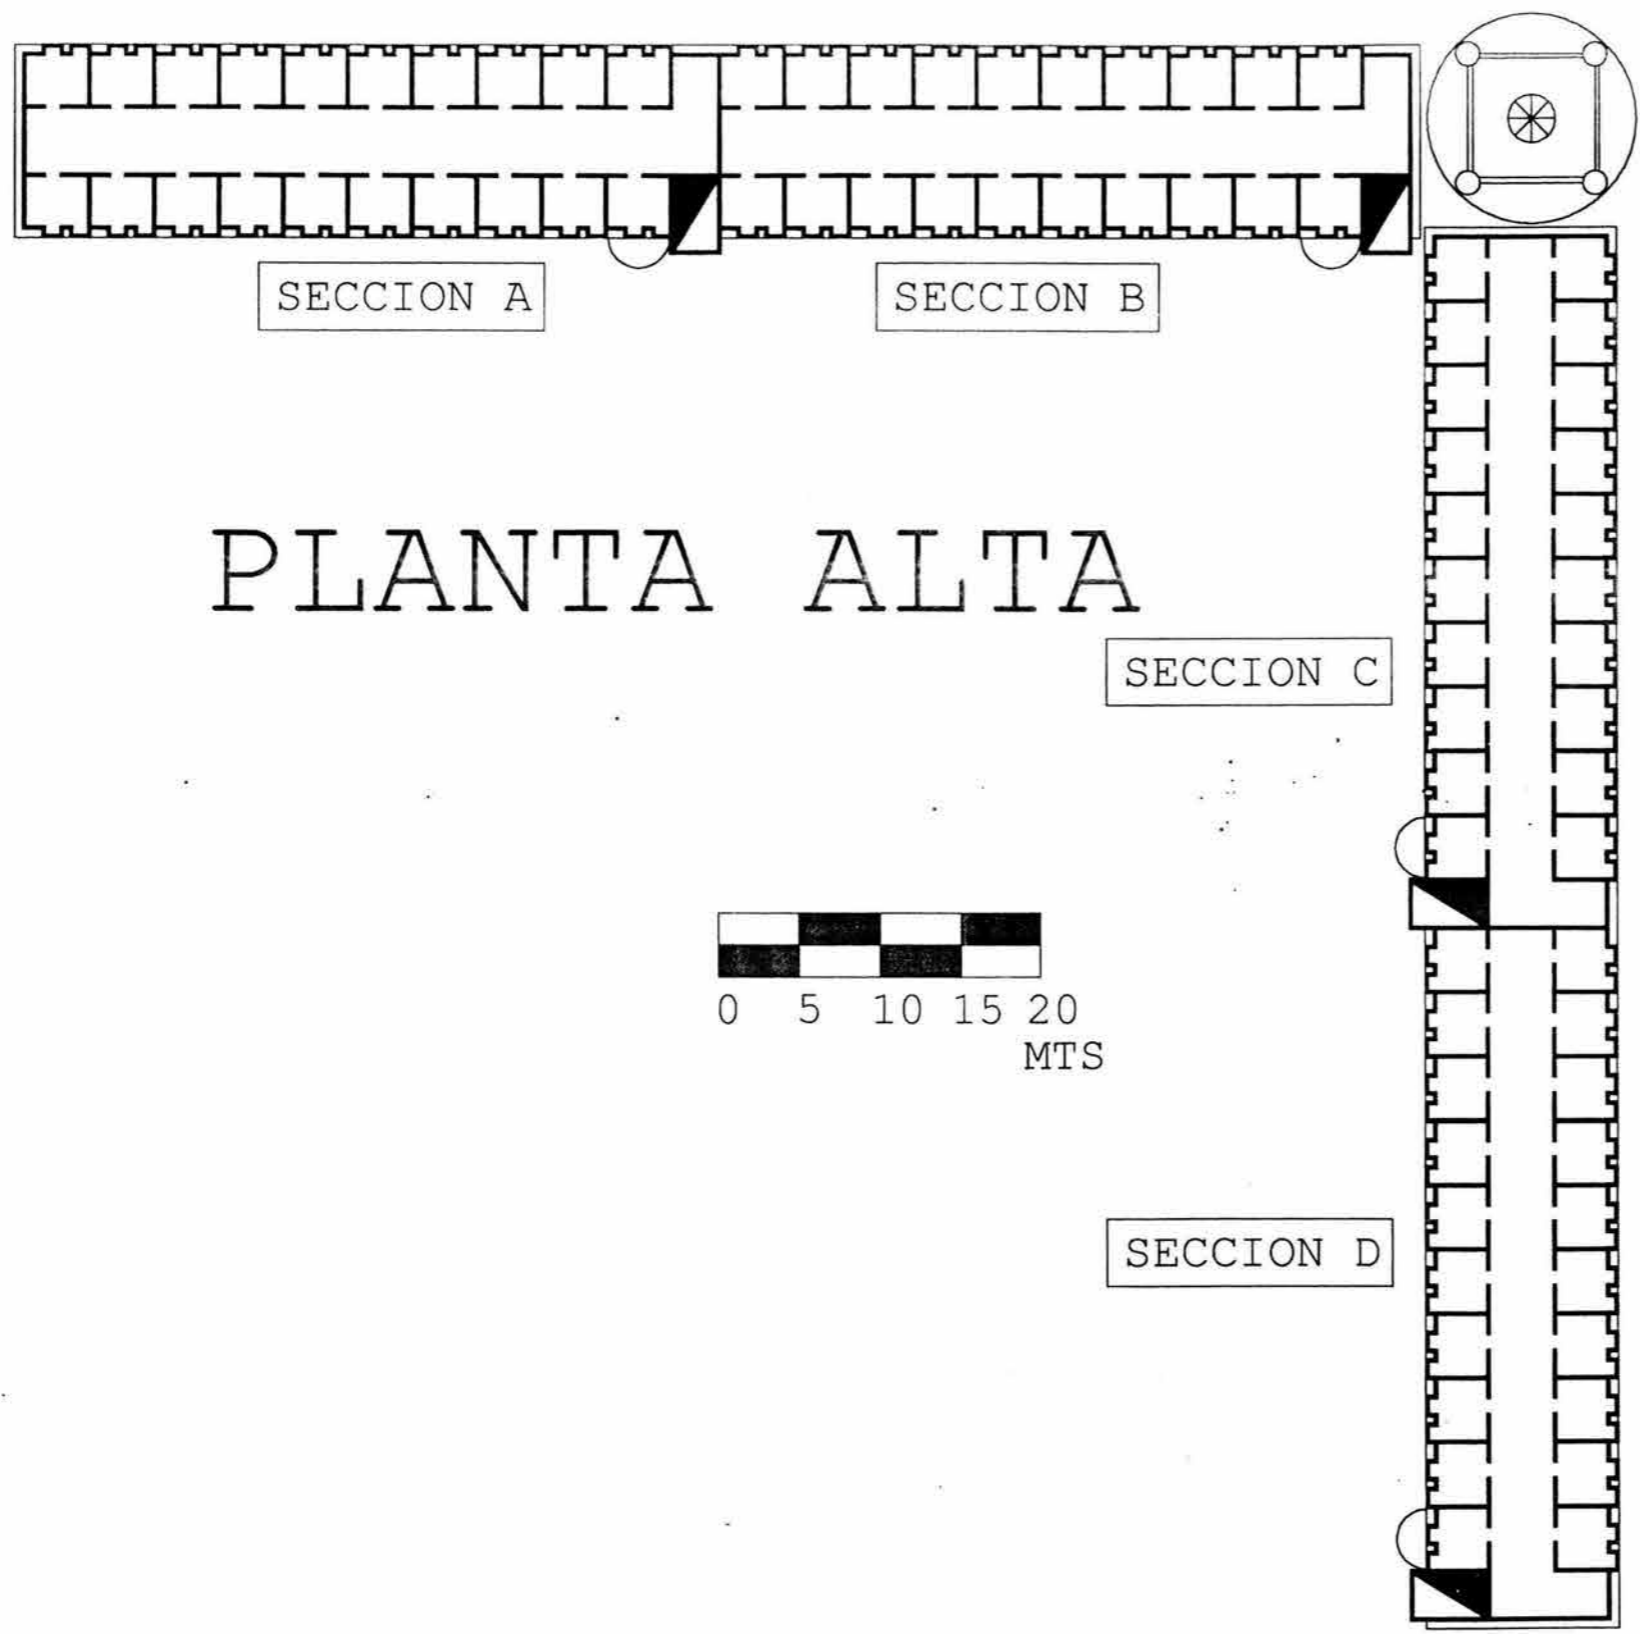 SECCION A
SECCION B
PLANTA ALTA
SECCION C
0 5 10 15 20
MTS
SECCION D